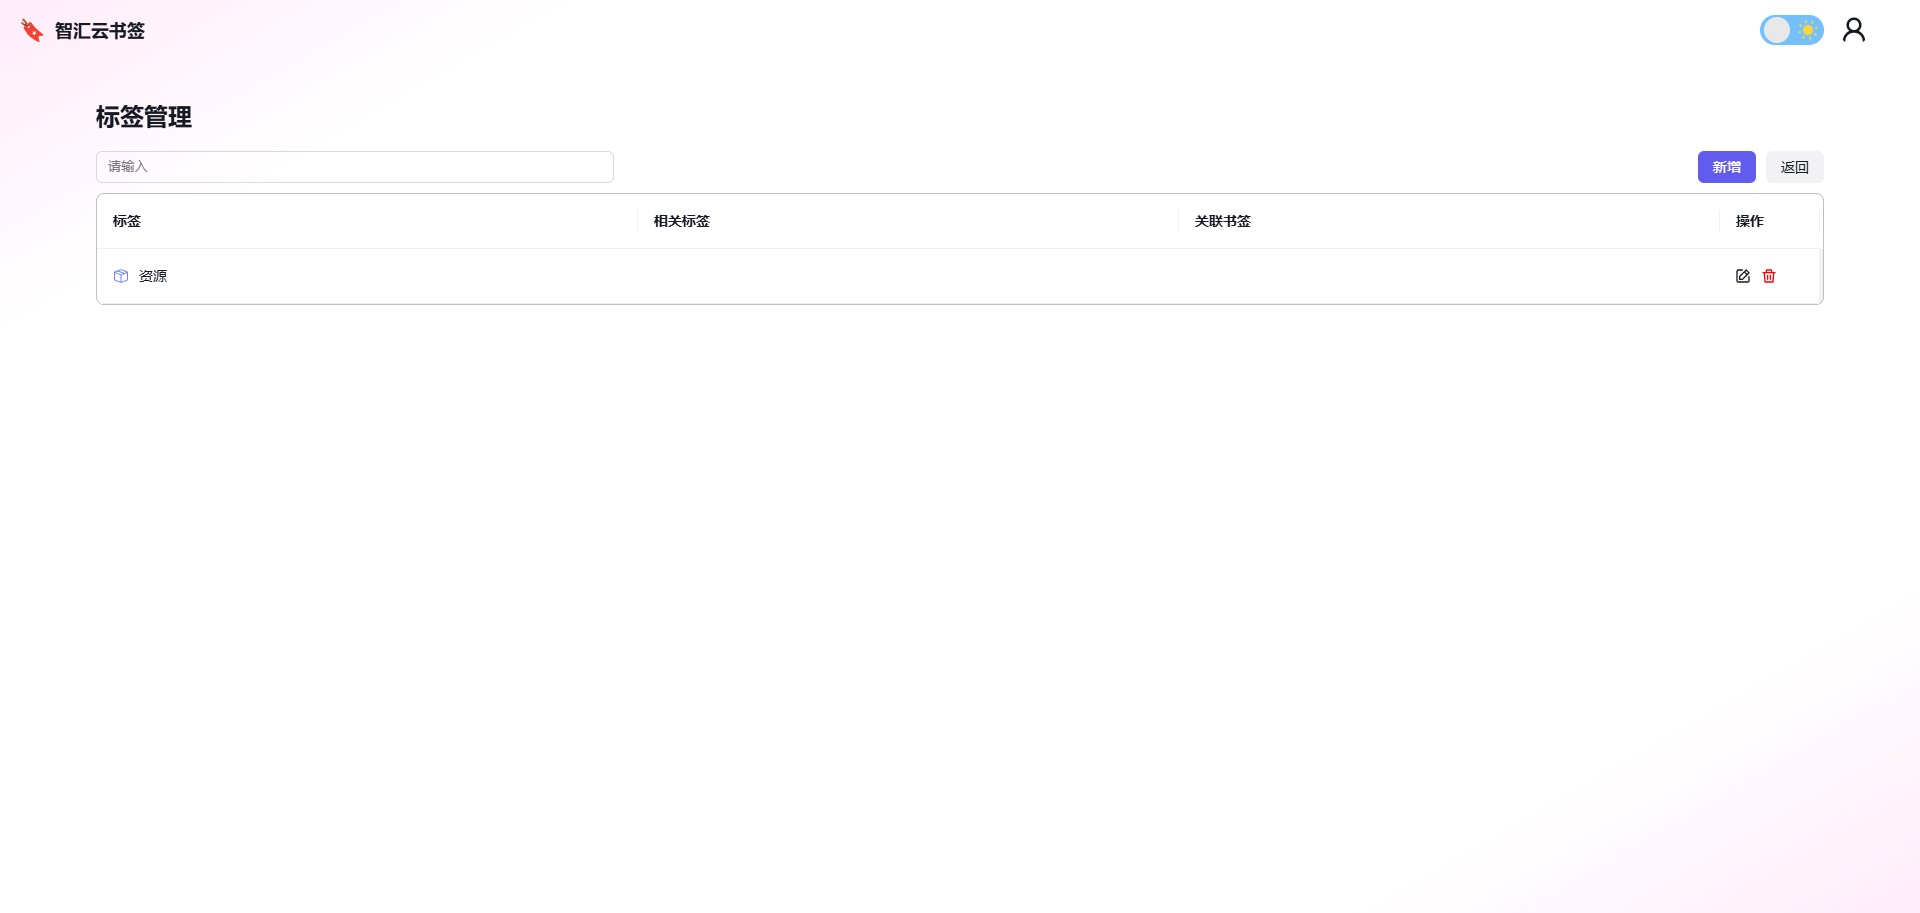 智汇云书签
标签管理
请输入
新增 返回
标签 相关标签 关联书签 操作
资源